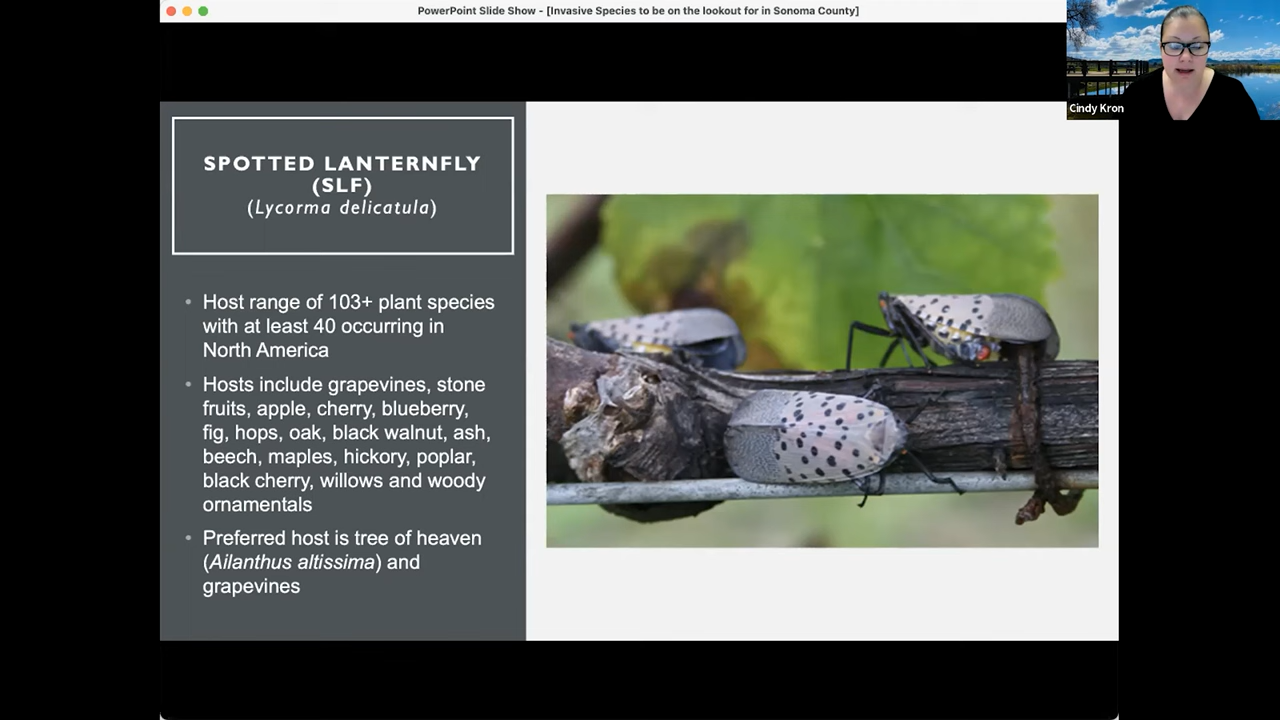 PowerPoint Slide Show - [Invasive Species to be on the lookout for in Sonoma County]
Cindy Kron
SPOTTED LANTERNFLY
(SLF)
(Lycorma delicatula)
• Host range of 103+ plant species
with at least 40 occurring in
North America
• Hosts include grapevines, stone
fruits, apple, cherry, blueberry,
fig, hops, oak, black walnut, ash,
beech, maples, hickory, poplar,
black cherry, willows and woody
ornamentals
• Preferred host is tree of heaven
(Ailanthus altissima) and
grapevines